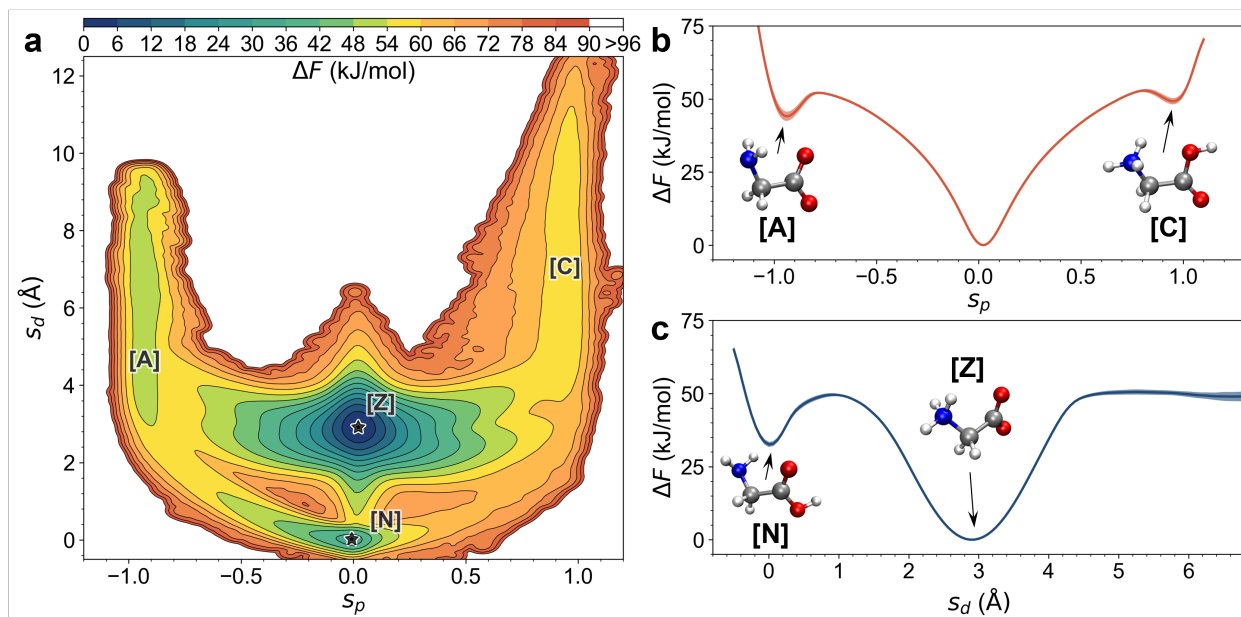 a
0 6 12 18 24 30 36 42 48 54 60 66 72 78 84 90 >96
ΔF (kJ/mol)
12
10
8
6
4
2
0
s_d (Å)
[A]
[C]
[Z]
[N]
−1.0 −0.5 0.0 0.5 1.0
s_p
b
75
50
25
0
ΔF (kJ/mol)
[A]
[C]
−1.0 −0.5 0.0 0.5 1.0
s_p
c
75
50
25
0
ΔF (kJ/mol)
[Z]
[N]
0 1 2 3 4 5 6
s_d (Å)